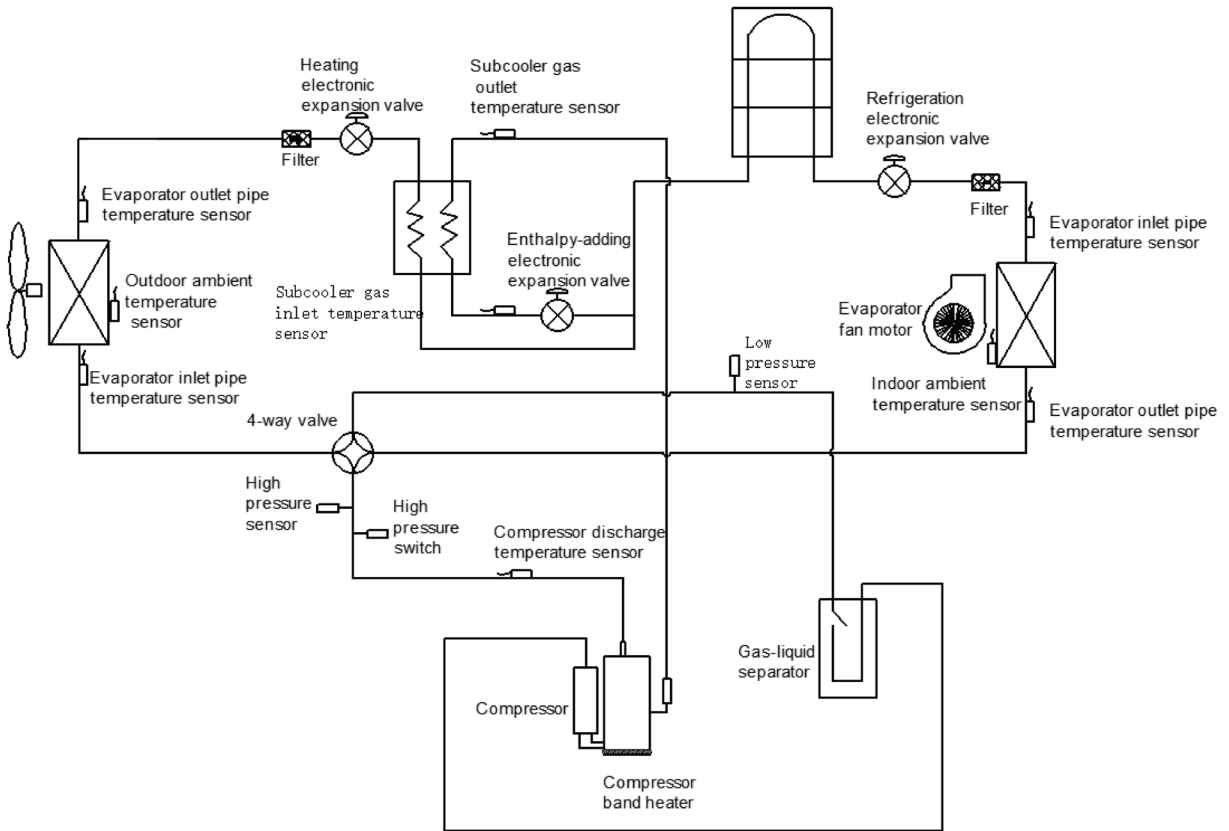 Heating
electronic
expansion valve
Subcooler gas
outlet
temperature sensor
Refrigeration
electronic
expansion valve
Filter
Filter
Evaporator outlet pipe
temperature sensor
Evaporator inlet pipe
temperature sensor
Outdoor ambient
temperature
sensor
Enthalpy-adding
electronic
expansion valve
Subcooler gas
inlet temperature
sensor
Evaporator
fan motor
Low
pressure
sensor
Evaporator inlet pipe
temperature sensor
Indoor ambient
temperature sensor
Evaporator outlet pipe
temperature sensor
4-way valve
High
pressure
sensor
High
pressure
switch
Compressor discharge
temperature sensor
Gas-liquid
separator
Compressor
Compressor
band heater